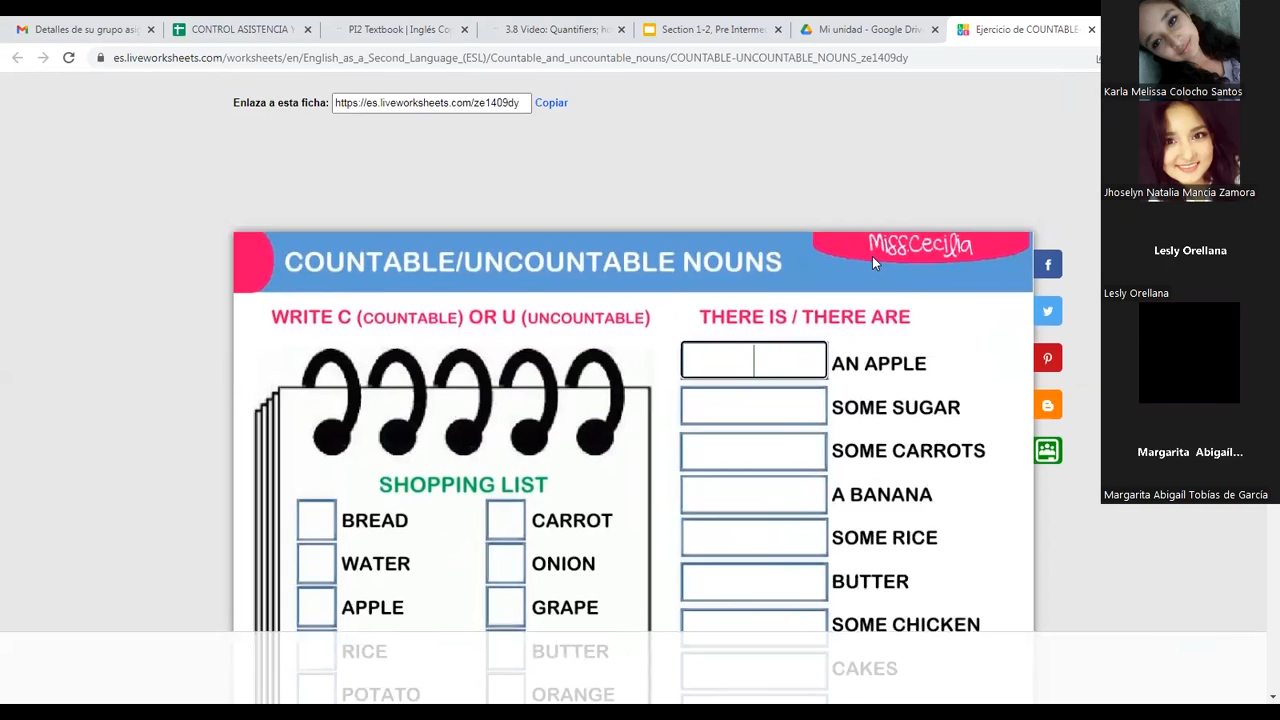 Detalles de su grupo asig
CONTROL ASISTENCIA Y
PI2 Textbook | Inglés Co
3.8 Video: Quantifiers; h
Section 1-2, Pre Interme
Mi unidad - Google Driv
Ejercicio de COUNTABLE-
es.liveworksheets.com/worksheets/en/English_as_a_Second_Language_(ESL)/Countable_and_uncountable_nouns/COUNTABLE-UNCOUNTABLE_NOUNS_ze1409dy
Enlaza a esta ficha: https://es.liveworksheets.com/ze1409dy Copiar
COUNTABLE/UNCOUNTABLE NOUNS
Miss.Cecilia
WRITE C (COUNTABLE) OR U (UNCOUNTABLE)
SHOPPING LIST
BREAD
CARROT
WATER
ONION
APPLE
GRAPE
RICE
BUTTER
POTATO
ORANGE
THERE IS / THERE ARE
AN APPLE
SOME SUGAR
SOME CARROTS
A BANANA
SOME RICE
BUTTER
SOME CHICKEN
CAKES
Karla Melissa Colocho Santos
Jhoselyn Natalia Mancia Zamora
Lesly Orellana
Lesly Orellana
Margarita Abigaíl...
Margarita Abigaíl Tobías de García